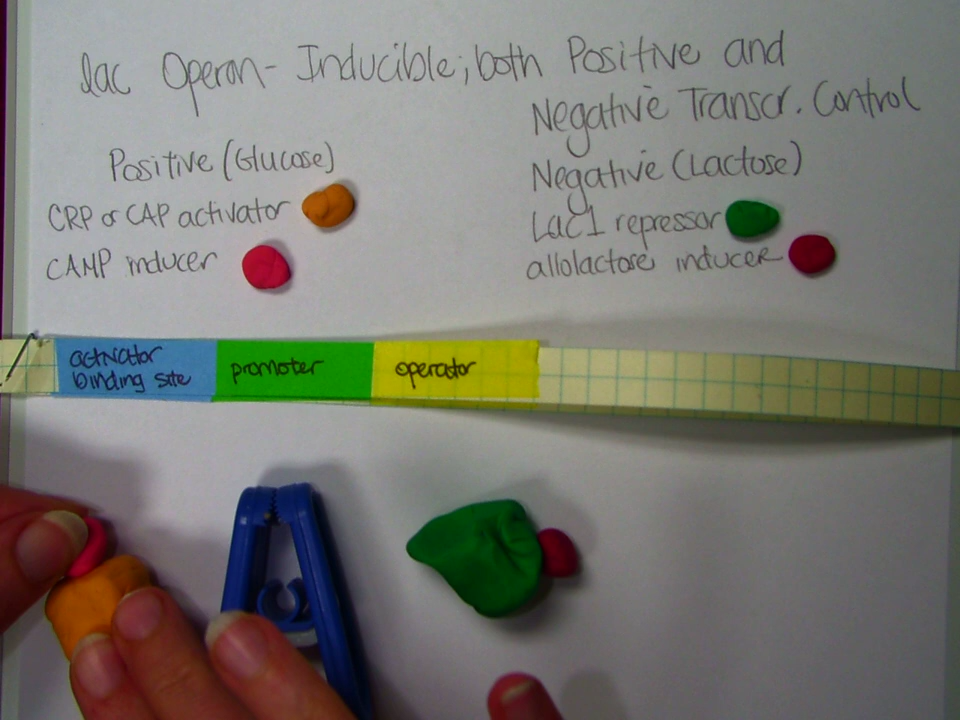 lac Operon - Inducible; both Positive and
Negative Transcr. Control
Positive (Glucose)
CRP or CAP activator
CAMP inducer
Negative (Lactose)
Lac1 repressor
allolactose inducer
activator
binding site
promoter
operator